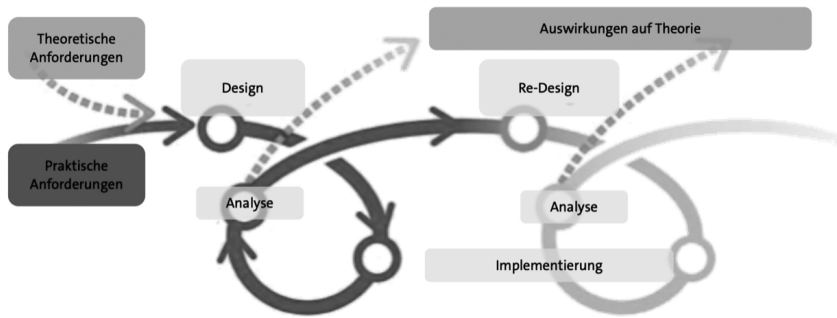 Theoretische
Anforderungen
Auswirkungen auf Theorie
Design
Re-Design
Praktische
Anforderungen
Analyse
Analyse
Implementierung